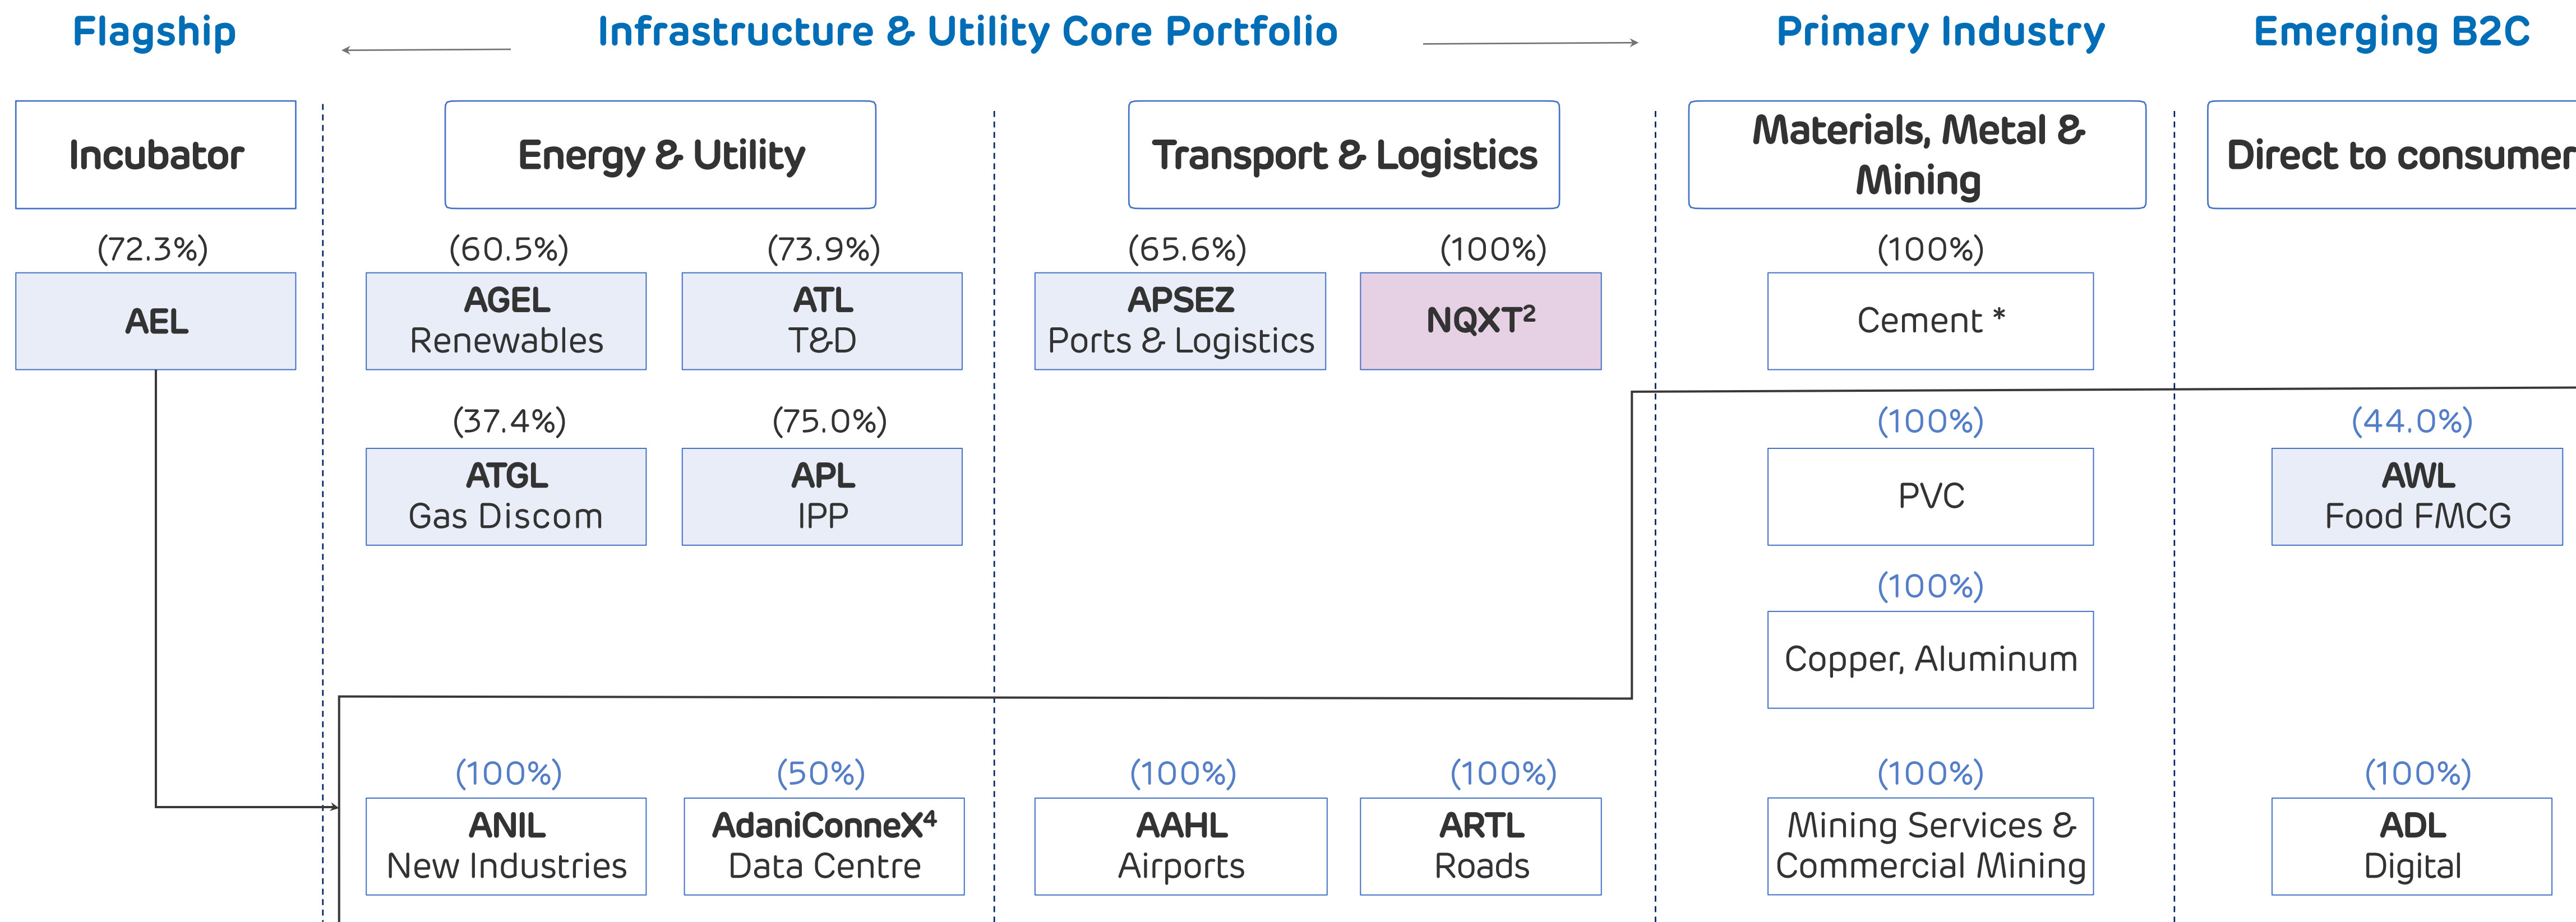 Flagship
Infrastructure & Utility Core Portfolio
Primary Industry
Emerging B2C
Incubator
Energy & Utility
Transport & Logistics
Materials, Metal &
Mining
Direct to consumer
(72.3%)
(60.5%)
(73.9%)
(65.6%)
(100%)
(100%)
AEL
AGEL
Renewables
ATL
T&D
APSEZ
Ports & Logistics
NQXT²
Cement *
(37.4%)
(75.0%)
(100%)
(44.0%)
ATGL
Gas Discom
APL
IPP
PVC
AWL
Food FMCG
(100%)
Copper, Aluminum
(100%)
(50%)
(100%)
(100%)
(100%)
(100%)
ANIL
New Industries
AdaniConneX⁴
Data Centre
AAHL
Airports
ARTL
Roads
Mining Services &
Commercial Mining
ADL
Digital